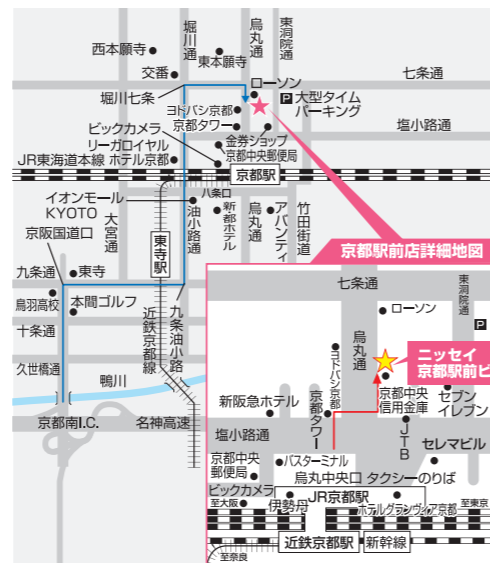 堀川通
烏丸通
東洞院通
西本願寺
東本願寺
交番
七条通
ローソン
堀川七条
P大型タイム
パーキング
ヨドバシ京都
京都タワー
塩小路通
ビックカメラ
金券ショップ
リーガロイヤル
ホテル京都
京都中央郵便局
JR東海道本線
京都駅
八条口
イオンモール
KYOTO
大宮通
油小路通
新都ホテル
烏丸通
アバンティ
竹田街道
京阪国道口
東寺駅
九条通
東寺
鳥羽高校
本間ゴルフ
十条通
近鉄京都線
九条油小路
久世橋通
鴨川
京都南I.C.
名神高速
京都駅前店詳細地図
七条通
東洞院通
ローソン
P
烏丸通
ヨドバシ京都
ニッセイ
京都駅前ビ
京都中央
信用金庫
セブン
イレブン
新阪急ホテル
京都タワー
JTB
塩小路通
セレマビル
京都中央
郵便局
バスターミナル
烏丸中央口
タクシーのりば
ビックカメラ
JR京都駅
至大阪
伊勢丹
ホテルグランヴィア京都
至東京
近鉄京都駅
新幹線
至奈良